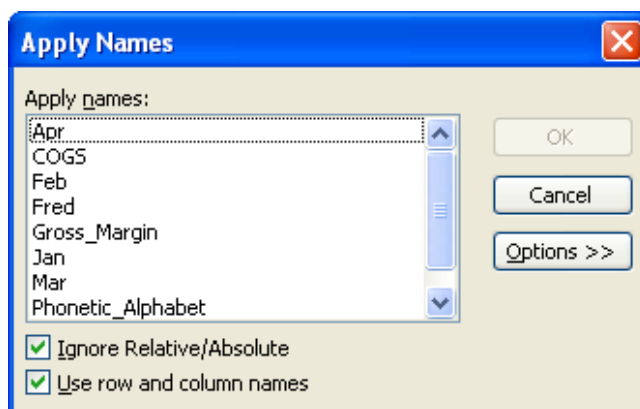 Apply Names
Apply names:
Apr
COGS
Feb
Fred
Gross_Margin
Jan
Mar
Phonetic_Alphabet
OK
Cancel
Options >>
Ignore Relative/Absolute
Use row and column names